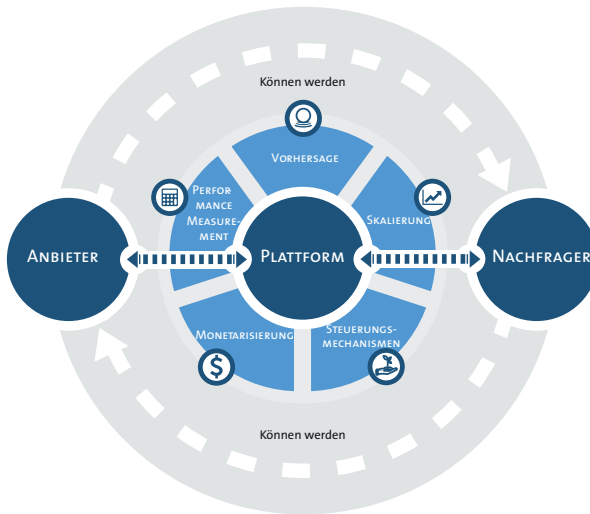 Können werden
VORHERSAGE
PERFOR
MANCE
MEASURE-
MENT
SKALIERUNG
ANBIETER
PLATTFORM
NACHFRAGER
MONETARISIERUNG
STEUERUNGS-
MECHANISMEN
$
Können werden